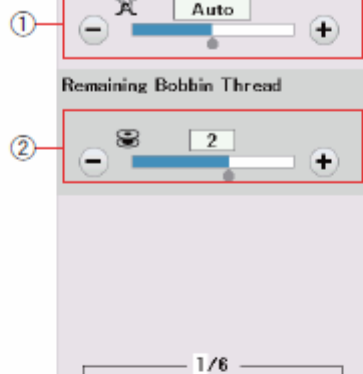 ① Auto
− +
Remaining Bobbin Thread
② 2
− +
1/6